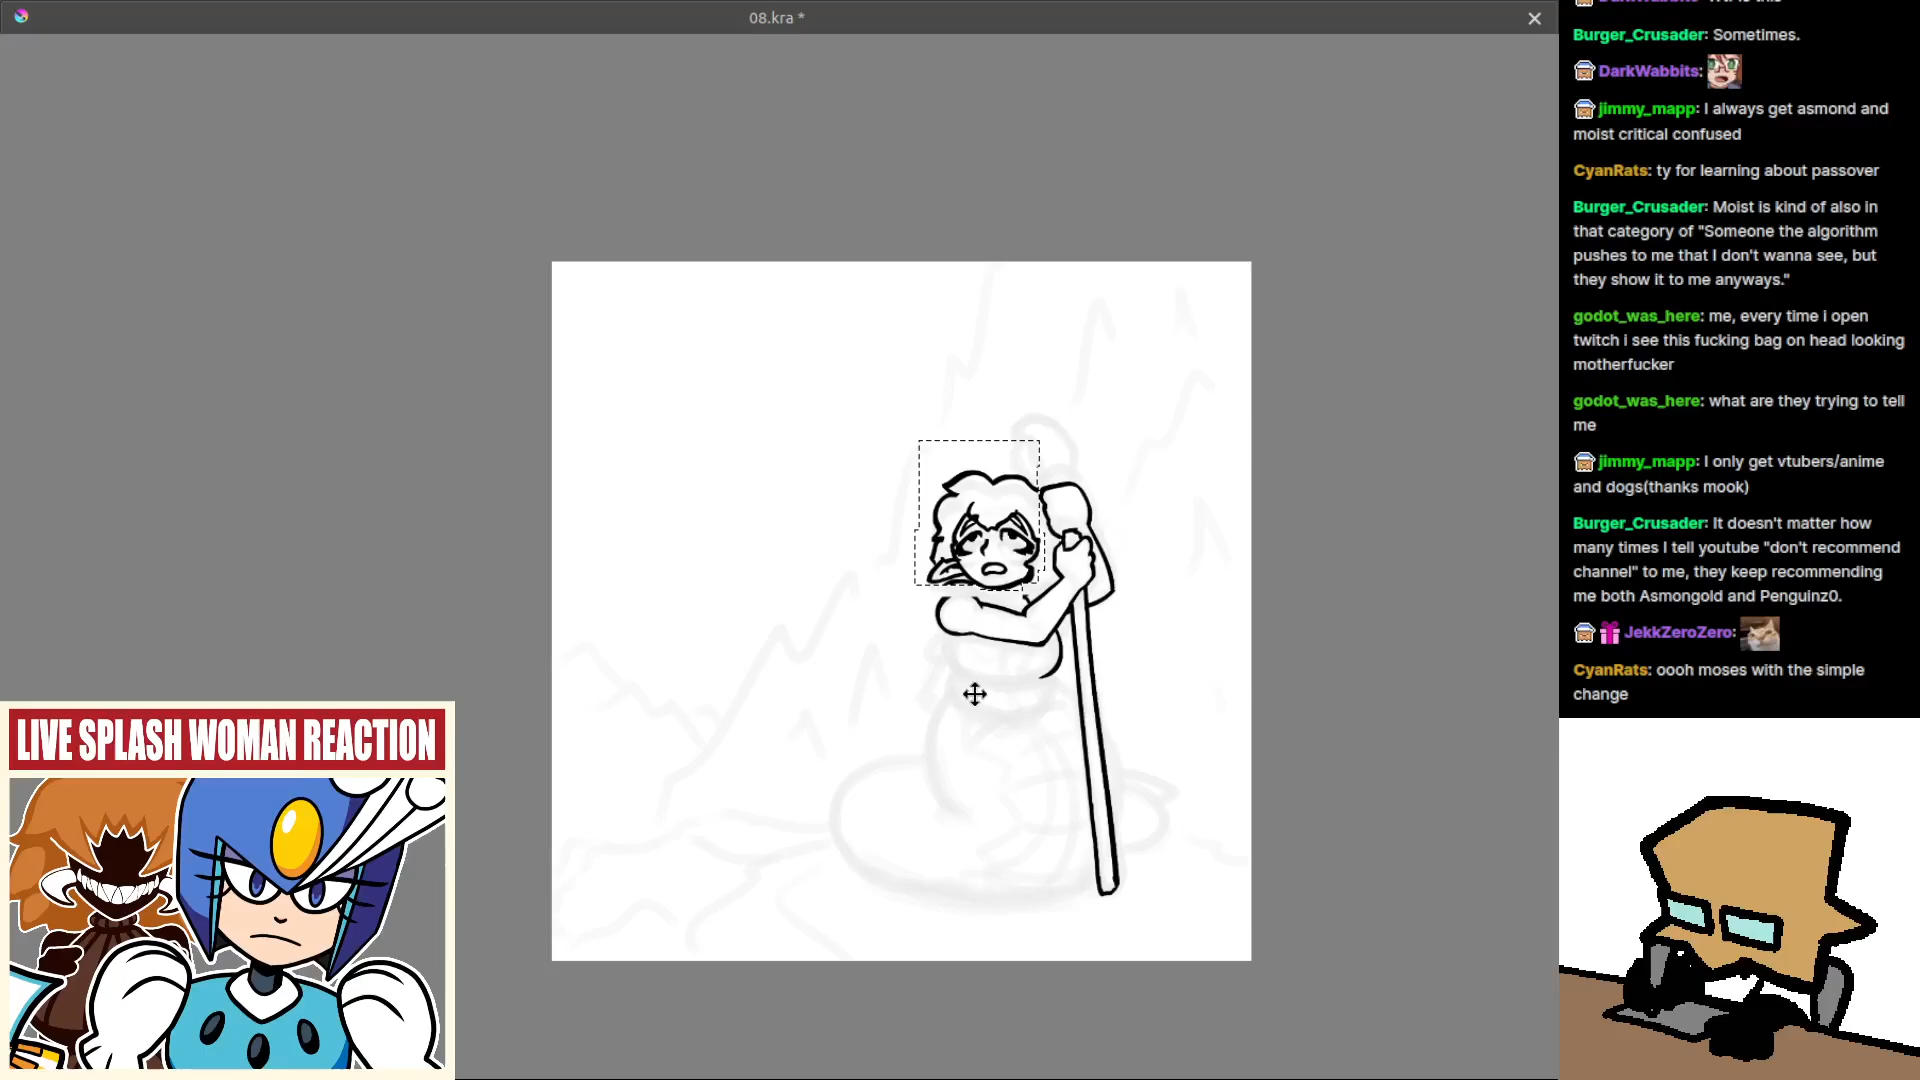 08.kra *
Burger_Crusader: Sometimes.
DarkWabbits:
jimmy_mapp: I always get asmond and
moist critical confused
CyanRats: ty for learning about passover
Burger_Crusader: Moist is kind of also in
that category of "Someone the algorithm
pushes to me that I don't wanna see, but
they show it to me anyways."
godot_was_here: me, every time i open
twitch i see this fucking bag on head looking
motherfucker
godot_was_here: what are they trying to tell
me
jimmy_mapp: I only get vtubers/anime
and dogs(thanks mook)
Burger_Crusader: It doesn't matter how
many times I tell youtube "don't recommend
channel" to me, they keep recommending
me both Asmongold and Penguinz0.
JekkZeroZero:
CyanRats: oooh moses with the simple
change
LIVE SPLASH WOMAN REACTION